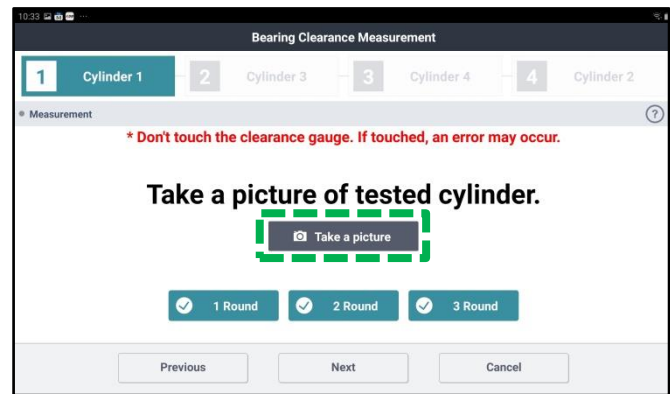 10:33
Bearing Clearance Measurement
1 Cylinder 1 2 Cylinder 3 3 Cylinder 4 4 Cylinder 2
Measurement ?
* Don't touch the clearance gauge. If touched, an error may occur.
Take a picture of tested cylinder.
Take a picture
1 Round 2 Round 3 Round
Previous Next Cancel